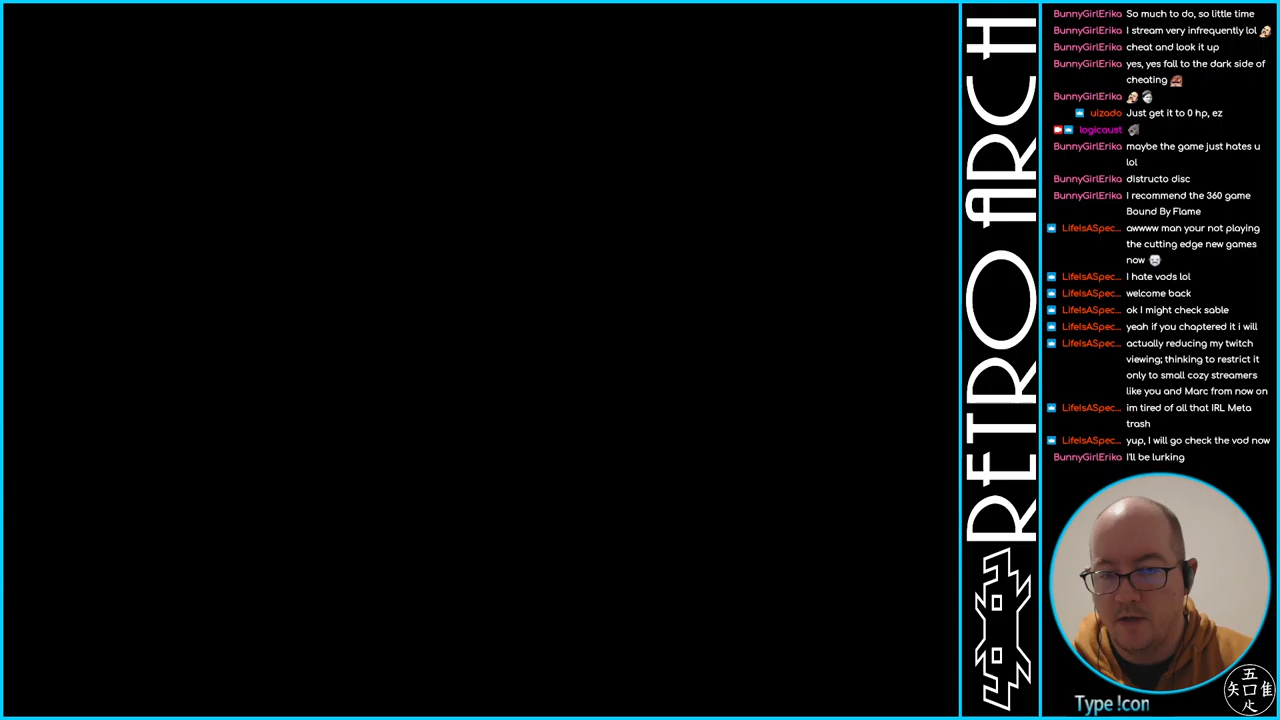 RETROARCH
BunnyGirlErika So much to do, so little time
BunnyGirlErika I stream very infrequently lol
BunnyGirlErika cheat and look it up
BunnyGirlErika yes, yes fall to the dark side of
cheating
BunnyGirlErika
uizado Just get it to 0 hp, ez
logicaust
BunnyGirlErika maybe the game just hates u
lol
BunnyGirlErika distructo disc
BunnyGirlErika I recommend the 360 game
Bound By Flame
LifeIsASpec... awwww man your not playing
the cutting edge new games
now
LifeIsASpec... I hate vods lol
LifeIsASpec... welcome back
LifeIsASpec... ok I might check sable
LifeIsASpec... yeah if you chaptered it i will
LifeIsASpec... actually reducing my twitch
viewing; thinking to restrict it
only to small cozy streamers
like you and Marc from now on
LifeIsASpec... im tired of all that IRL Meta
trash
LifeIsASpec... yup, I will go check the vod now
BunnyGirlErika I'll be lurking
Type !con
五
知口隹
疋